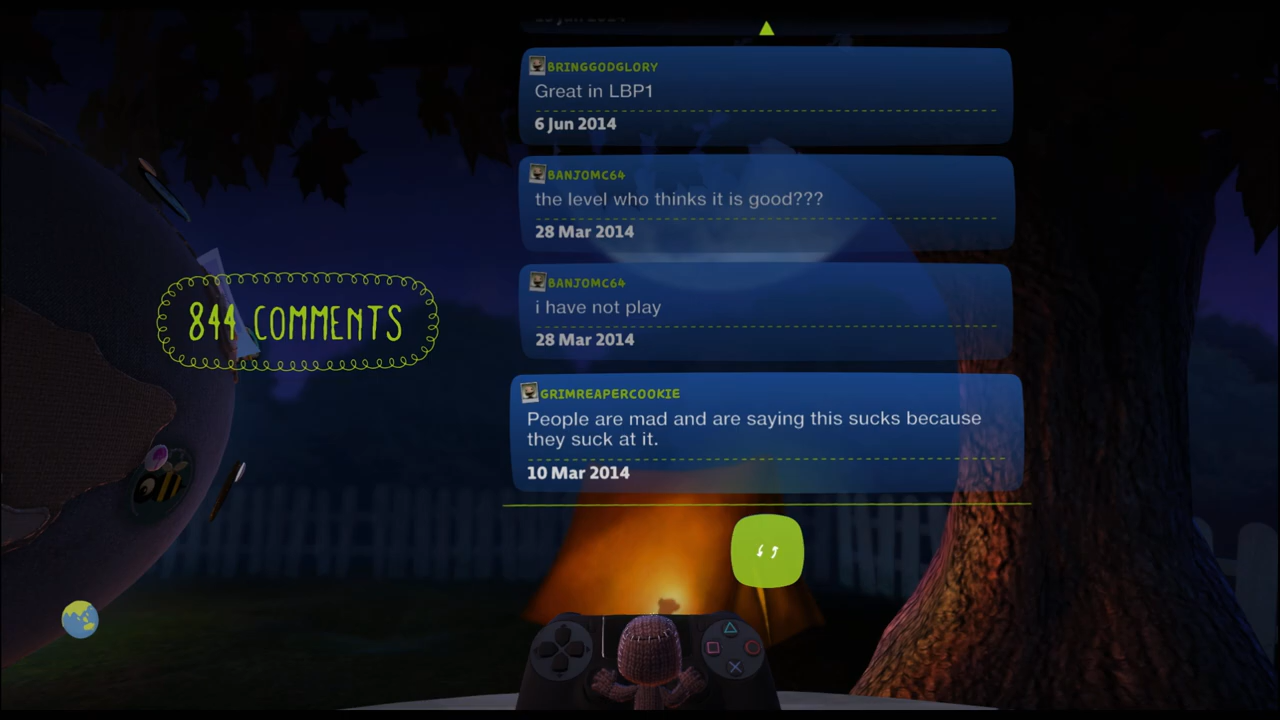 BRINGGODGLORY
Great in LBP1
6 Jun 2014
BANJOMC64
the level who thinks it is good???
28 Mar 2014
844 COMMENTS
BANJOMC64
i have not play
28 Mar 2014
GRIMREAPERCOOKIE
People are mad and are saying this sucks because
they suck at it.
10 Mar 2014